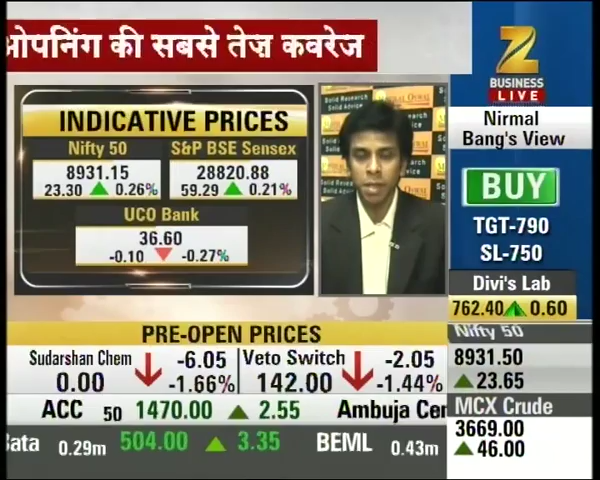 ओपनिंग की सबसे तेज़ कवरेज
Z
BUSINESS
LIVE
INDICATIVE PRICES
Nifty 50
S&P BSE Sensex
8931.15
28820.88
23.30 0.26%
59.29 0.21%
UCO Bank
36.60
-0.10 -0.27%
Solid Research
Solid Advice
Nirmal
Bang's View
BUY
TGT-790
SL-750
Divi's Lab
762.40 0.60
PRE-OPEN PRICES
Sudarshan Chem -6.05
0.00 -1.66%
Veto Switch -2.05
142.00 -1.44%
Nifty 50
8931.50
23.65
ACC 50 1470.00 2.55 Ambuja Cem
MCX Crude
3669.00
46.00
Bata 0.29m 504.00 3.35 BEML 0.43m